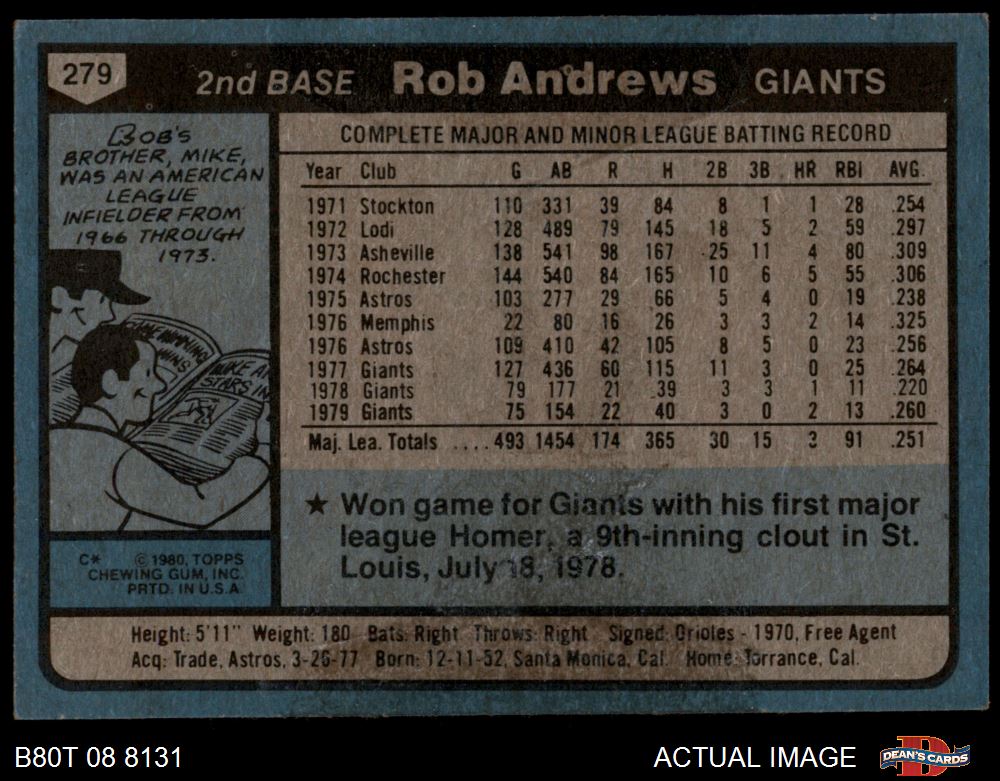 279
2nd BASE Rob Andrews GIANTS
BOB'S
BROTHER, MIKE,
WAS AN AMERICAN
LEAGUE
INFIELDER FROM
1966 THROUGH
1973.
WINS
MIKE A
STARS IN
C* © 1980, TOPPS
CHEWING GUM, INC.
PRTD. IN U.S.A.
COMPLETE MAJOR AND MINOR LEAGUE BATTING RECORD
Year Club G AB R H 2B 3B HR RBI AVG.
1971 Stockton 110 331 39 84 8 1 1 28 .254
1972 Lodi 128 489 79 145 18 5 2 59 .297
1973 Asheville 138 541 98 167 25 11 4 80 .309
1974 Rochester 144 540 84 165 10 6 5 55 .306
1975 Astros 103 277 29 66 5 4 0 19 .238
1976 Memphis 22 80 16 26 3 3 2 14 .325
1976 Astros 109 410 42 105 8 5 0 23 .256
1977 Giants 127 436 60 115 11 3 0 25 .264
1978 Giants 79 177 21 39 3 3 1 11 .220
1979 Giants 75 154 22 40 3 0 2 13 .260
Maj. Lea. Totals .... 493 1454 174 365 30 15 3 91 .251
★ Won game for Giants with his first major
league Homer, a 9th-inning clout in St.
Louis, July 18, 1978.
Height: 5'11" Weight: 180 Bats: Right Throws: Right Signed: Orioles - 1970, Free Agent
Acq: Trade, Astros, 3-26-77 Born: 12-11-52, Santa Monica, Cal. Home: Torrance, Cal.
B80T 08 8131
ACTUAL IMAGE
DEAN'S CARDS